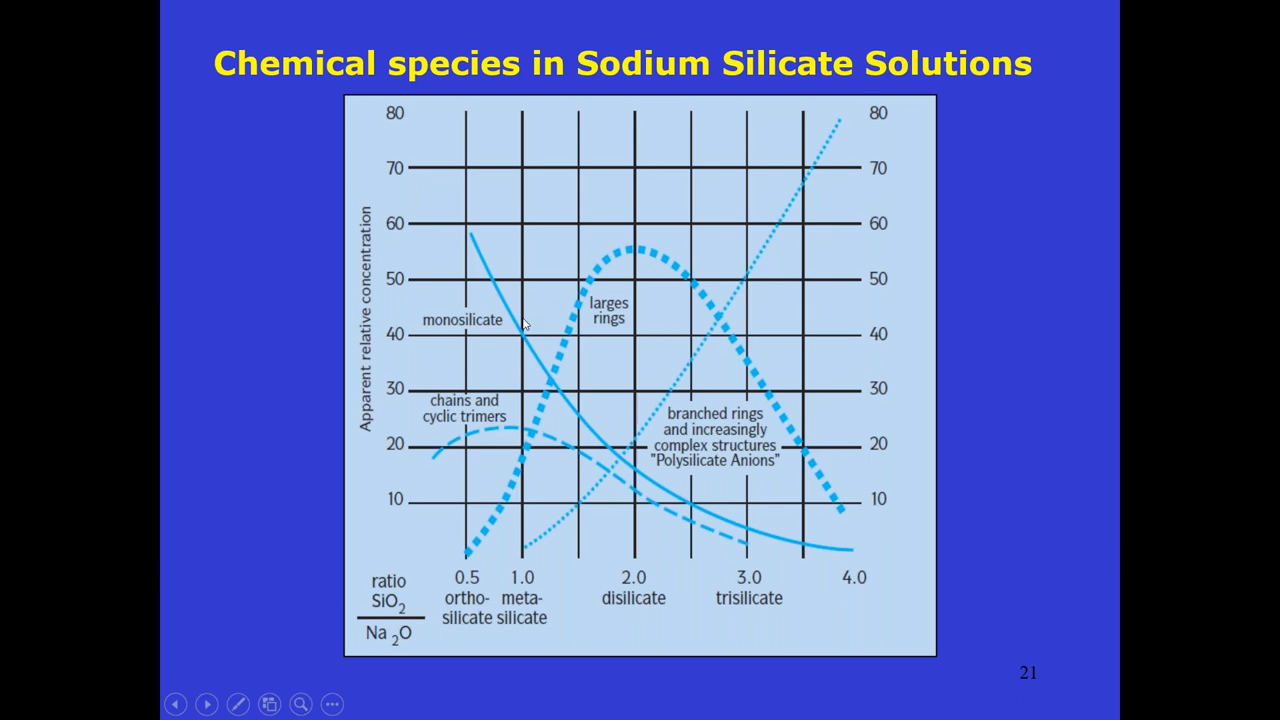 Chemical species in Sodium Silicate Solutions
80
70
60
50
40
30
20
10
80
70
60
50
40
30
20
10
Apparent relative concentration
monosilicate
larges
rings
chains and
cyclic trimers
branched rings
and increasingly
complex structures
"Polysilicate Anions"
ratio
SiO2
Na2O
0.5
ortho-
silicate
1.0
meta-
silicate
2.0
disilicate
3.0
trisilicate
4.0
21